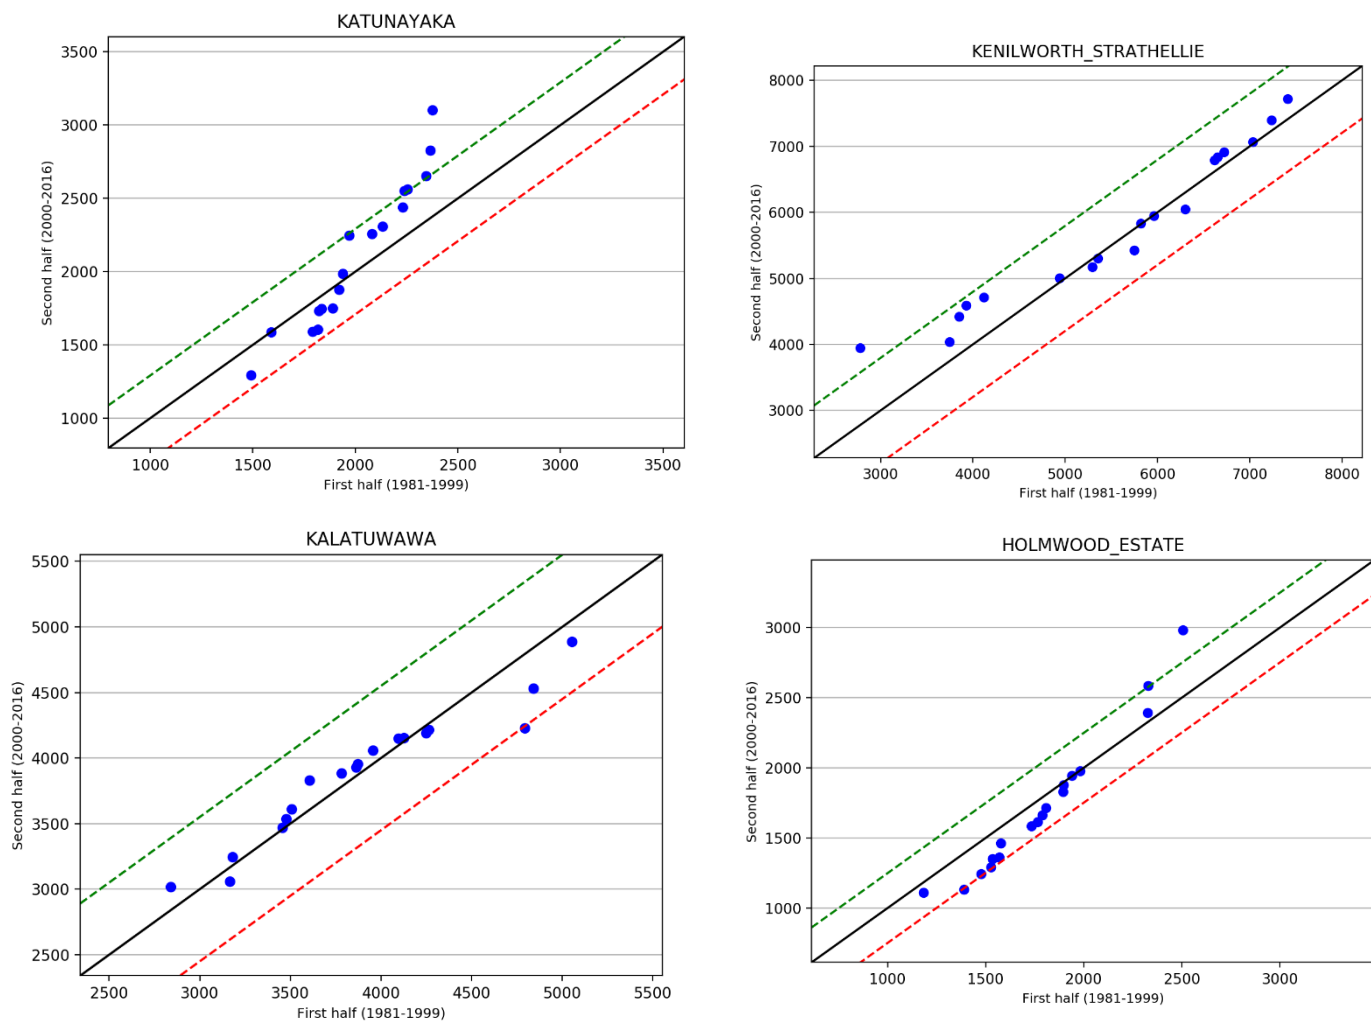 KATUNAYAKA
3500
3000
2500
2000
1500
1000
Second half (2000-2016)
1000 1500 2000 2500 3000 3500
First half (1981-1999)
KENILWORTH_STRATHELLIE
8000
7000
6000
5000
4000
3000
Second half (2000-2016)
3000 4000 5000 6000 7000 8000
First half (1981-1999)
KALATUWAWA
5500
5000
4500
4000
3500
3000
2500
Second half (2000-2016)
2500 3000 3500 4000 4500 5000 5500
First half (1981-1999)
HOLMWOOD_ESTATE
3000
2500
2000
1500
1000
Second half (2000-2016)
1000 1500 2000 2500 3000
First half (1981-1999)